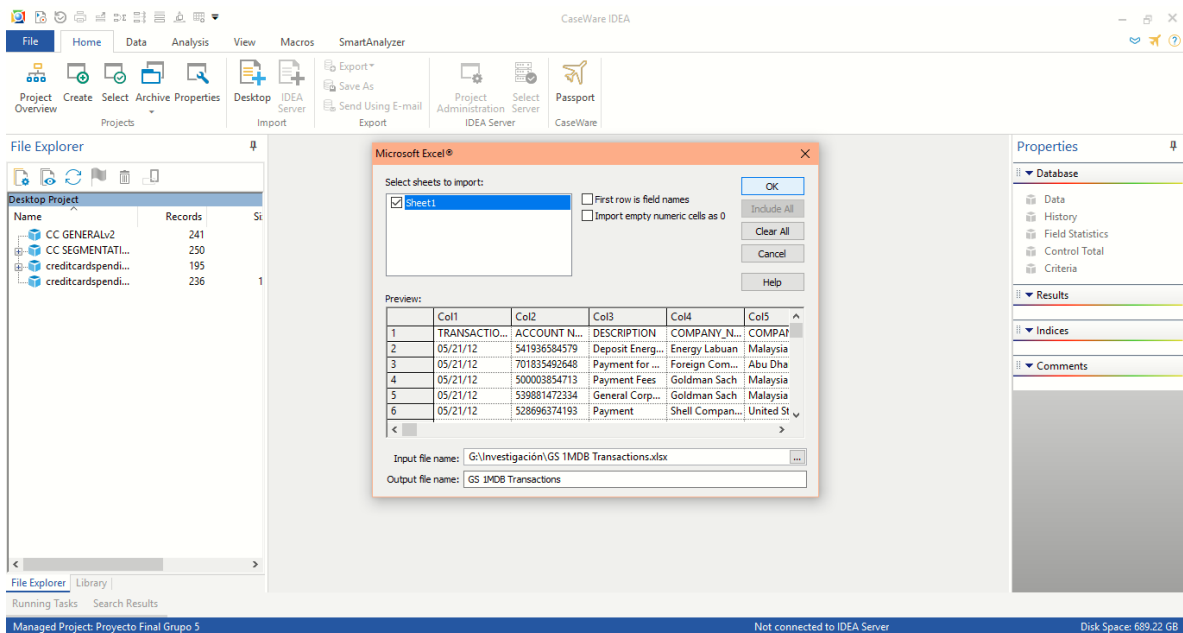 CaseWare IDEA
File Home Data Analysis View Macros SmartAnalyzer
Project Overview
Create
Select
Archive
Properties
Projects
Desktop
IDEA Server
Import
Export
Save As
Send Using E-mail
Export
Project Administration
Select Server
IDEA Server
Passport
CaseWare
File Explorer
Desktop Project
Name Records Si
CC GENERALv2 241
CC SEGMENTATI... 250
creditcardspendi... 195
creditcardspendi... 236 1
File Explorer Library
Running Tasks Search Results
Microsoft Excel®
Select sheets to import:
Sheet1
First row is field names
Import empty numeric cells as 0
OK
Include All
Clear All
Cancel
Help
Preview:
Col1 Col2 Col3 Col4 Col5
1 TRANSACTIO... ACCOUNT N... DESCRIPTION COMPANY_N... COMPAN
2 05/21/12 541936584579 Deposit Energ... Energy Labuan Malaysia
3 05/21/12 701835492648 Payment for ... Foreign Com... Abu Dha
4 05/21/12 500003854713 Payment Fees Goldman Sach Malaysia
5 05/21/12 539881472334 General Corp... Goldman Sach Malaysia
6 05/21/12 528696374193 Payment Shell Compan... United St
Input file name: G:\Investigación\GS 1MDB Transactions.xlsx ...
Output file name: GS 1MDB Transactions
Properties
Database
Data
History
Field Statistics
Control Total
Criteria
Results
Indices
Comments
Managed Project: Proyecto Final Grupo 5 Not connected to IDEA Server Disk Space: 689.22 GB